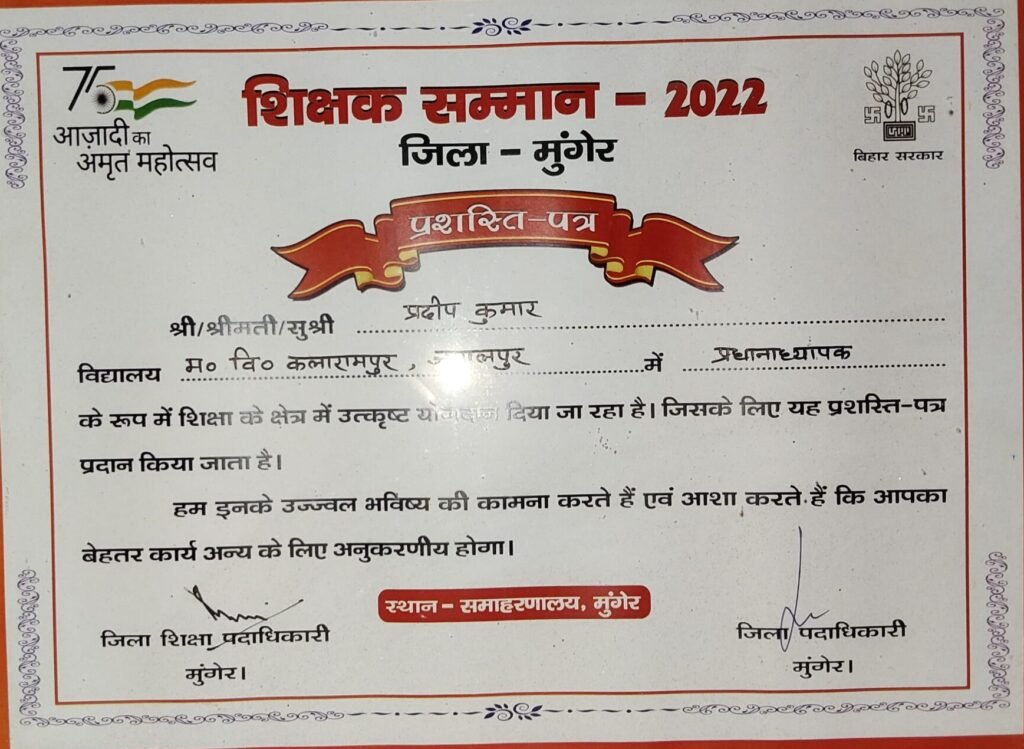 75
आज़ादी का
अमृत महोत्सव
शिक्षक सम्मान - 2022
जिला - मुंगेर
बिहार सरकार
प्रशस्ति-पत्र
श्री/श्रीमती/सुश्री प्रदीप कुमार
विद्यालय म० वि० कलारामपुर, में प्रधानाध्यापक
के रूप में शिक्षा के क्षेत्र में उत्कृष्ट योगदान दिया जा रहा है। जिसके लिए यह प्रशस्ति-पत्र
प्रदान किया जाता है।
हम इनके उज्ज्वल भविष्य की कामना करते हैं एवं आशा करते हैं कि आपका
बेहतर कार्य अन्य के लिए अनुकरणीय होगा।
स्थान - समाहरणालय, मुंगेर
जिला शिक्षा पदाधिकारी
मुंगेर।
जिला पदाधिकारी
मुंगेर।